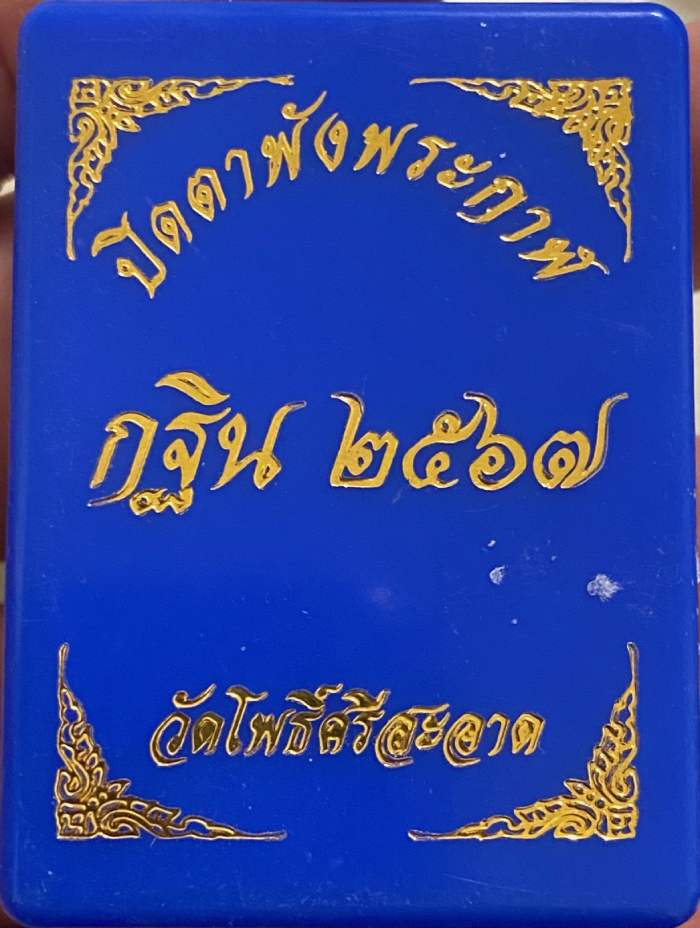 ปิดตาพังพระกาฬ
กฐิน ๒๕๖๗
วัดโพธิ์ศรีสะอาด